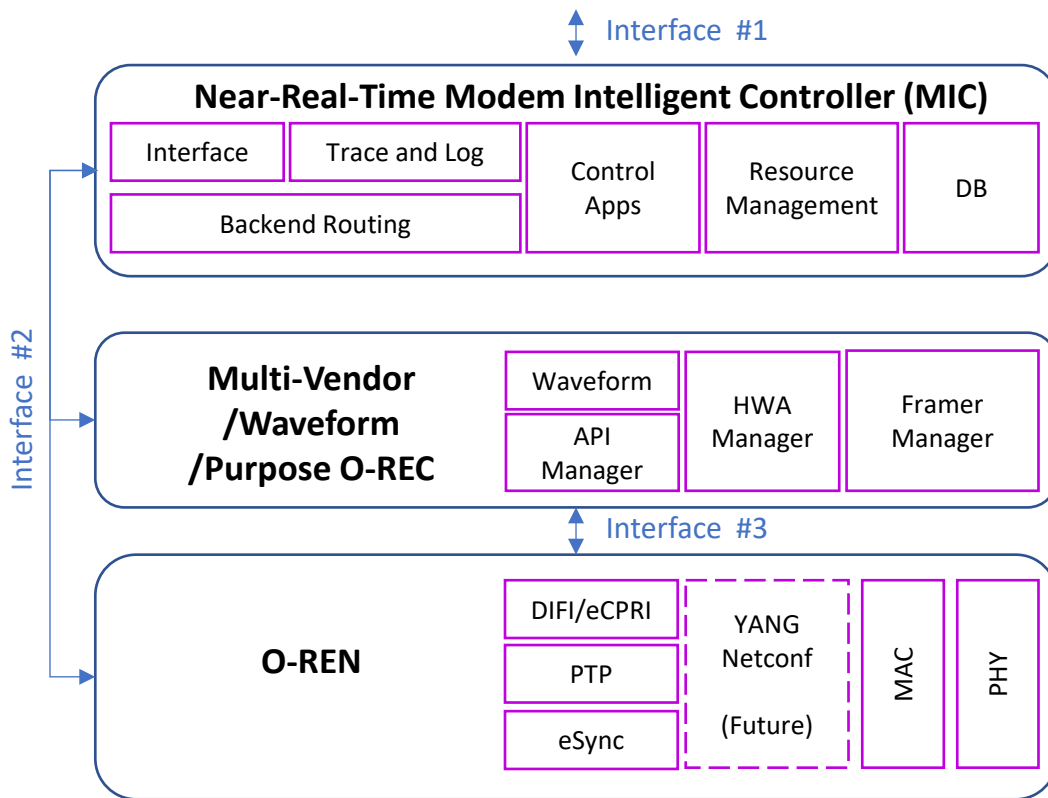 Interface #1
Near-Real-Time Modem Intelligent Controller (MIC)
Interface
Trace and Log
Backend Routing
Control
Apps
Resource
Management
DB
Interface #2
Multi-Vendor
/Waveform
/Purpose O-REC
Waveform
API
Manager
HWA
Manager
Framer
Manager
Interface #3
O-REN
DIFI/eCPRI
PTP
eSync
YANG
Netconf
(Future)
MAC
PHY